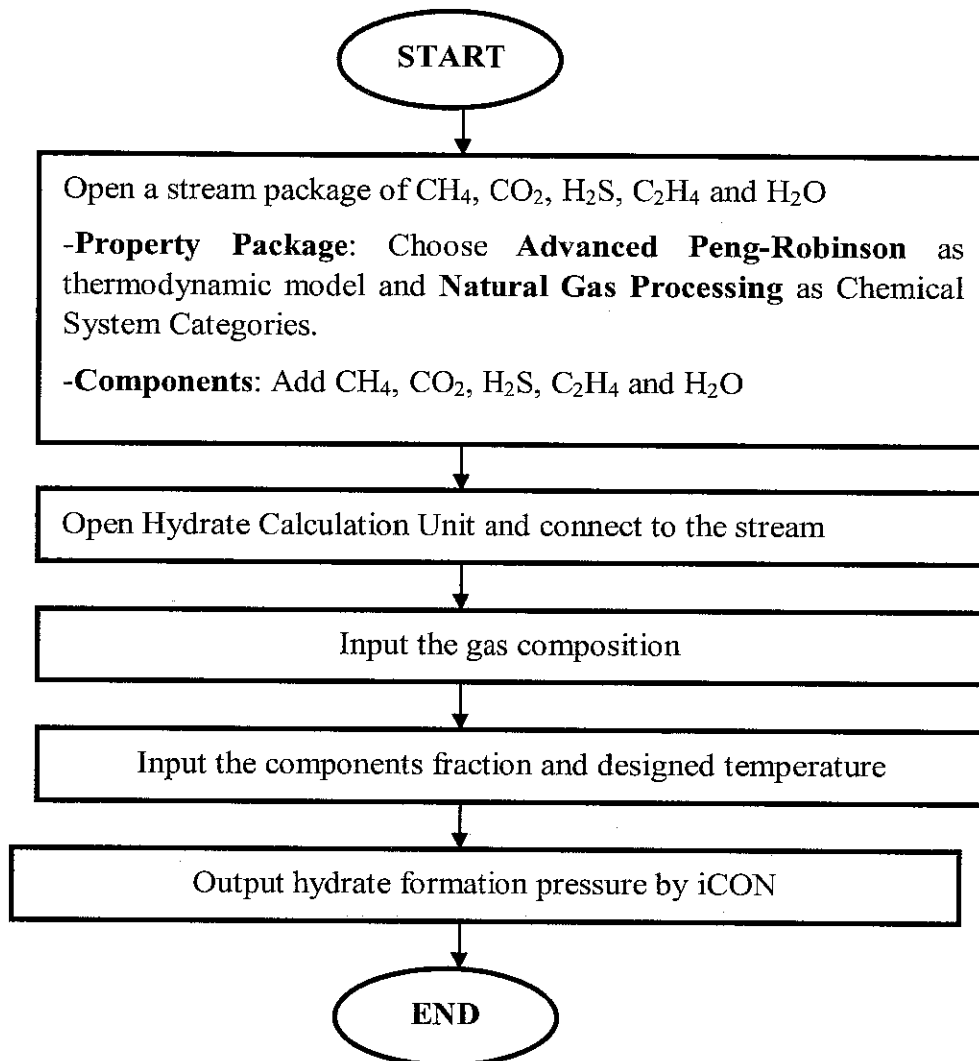 START
Open a stream package of CH₄, CO₂, H₂S, C₂H₄ and H₂O
-Property Package: Choose Advanced Peng-Robinson as
thermodynamic model and Natural Gas Processing as Chemical
System Categories.
-Components: Add CH₄, CO₂, H₂S, C₂H₄ and H₂O
Open Hydrate Calculation Unit and connect to the stream
Input the gas composition
Input the components fraction and designed temperature
Output hydrate formation pressure by iCON
END